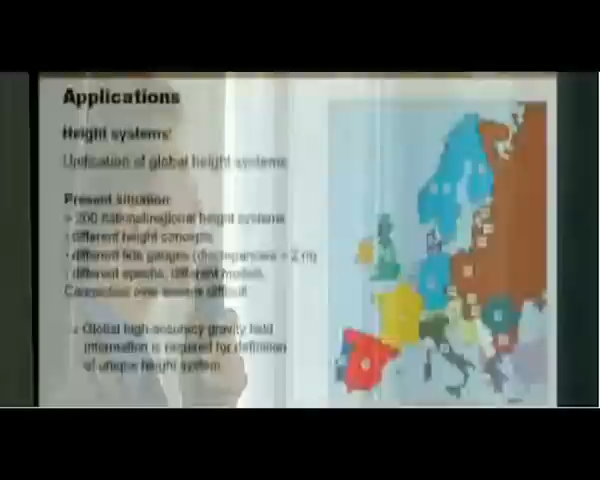 Applications
Height systems:
Unification of global height systems
Present situation:
> 200 national/regional height systems
- different height concepts
- different tide gauges (discrepancies > 2 m)
- different epochs, different models
Connection over oceans difficult
Global high-accuracy gravity field
information is required for definition
of unique height system